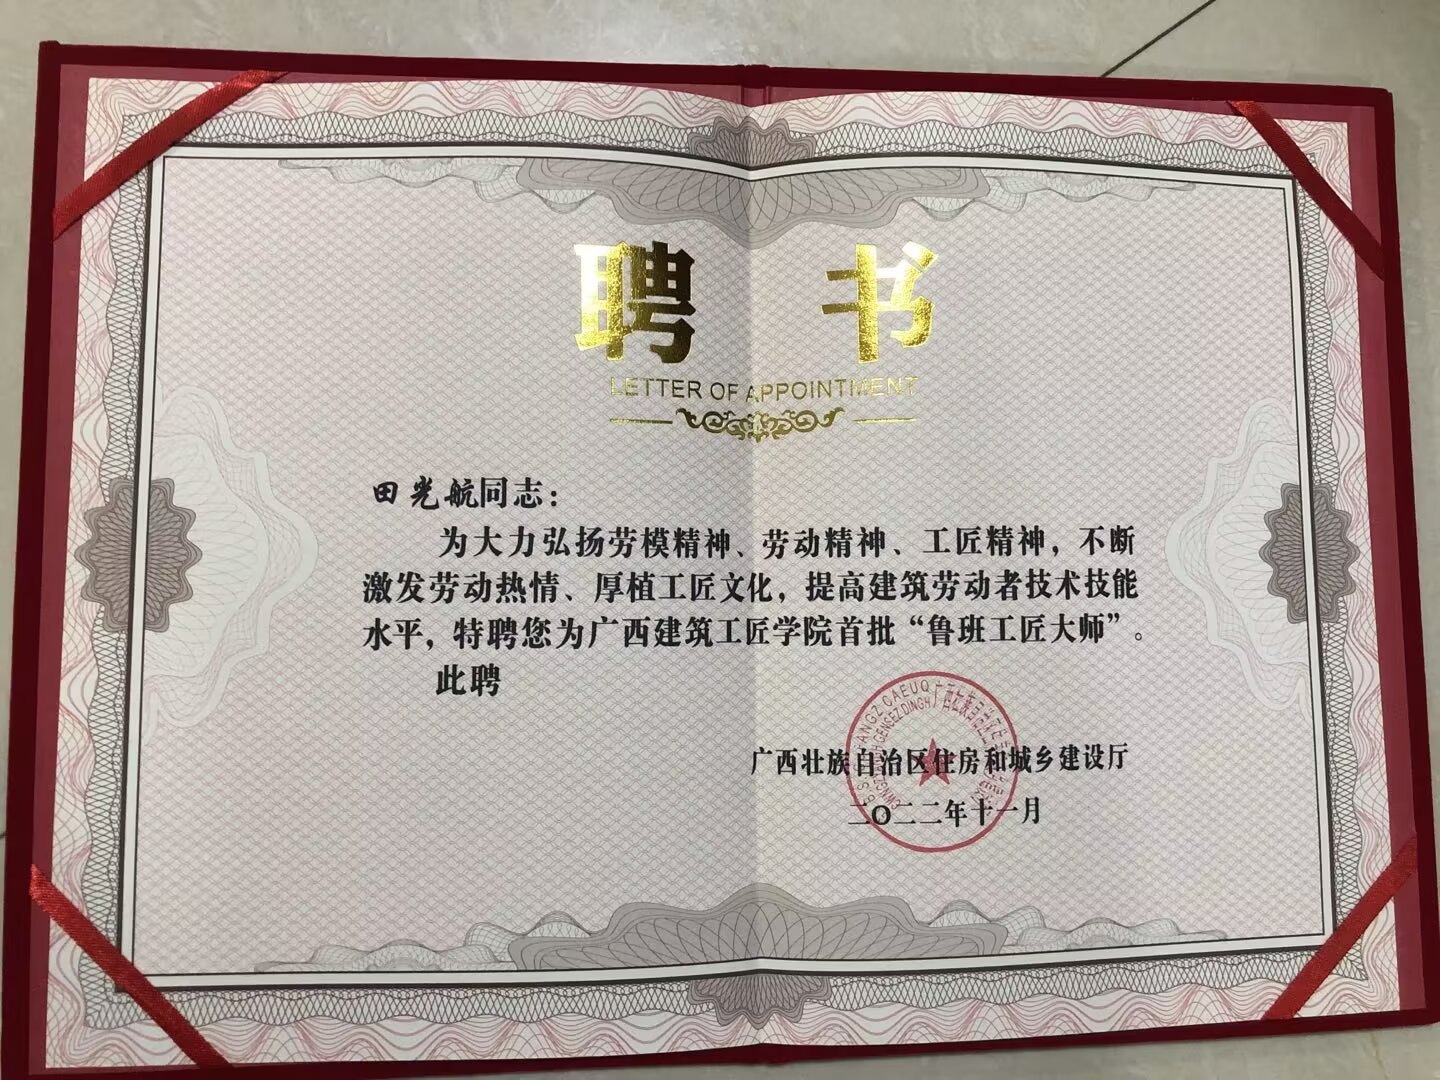 聘书
LETTER OF APPOINTMENT
田光航同志：
为大力弘扬劳模精神、劳动精神、工匠精神，不断
激发劳动热情、厚植工匠文化，提高建筑劳动者技术技能
水平，特聘您为广西建筑工匠学院首批“鲁班工匠大师”。
此聘
广西壮族自治区住房和城乡建设厅
二〇二二年十一月